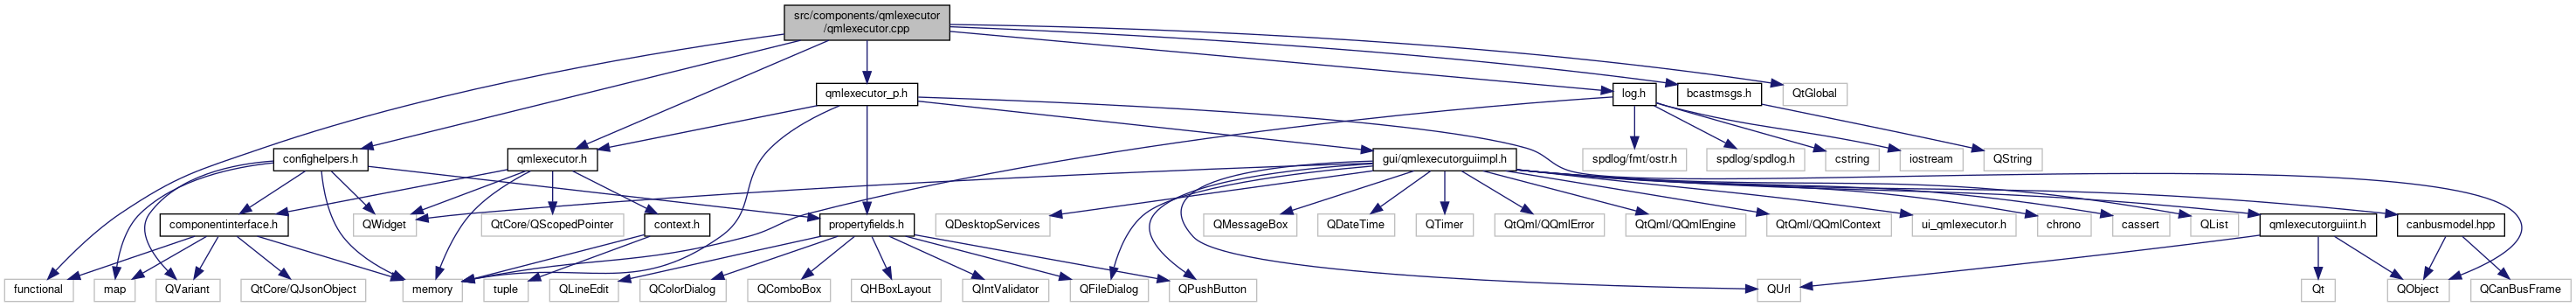 src/components/qmlexecutor
/qmlexecutor.cpp
qmlexecutor_p.h
log.h
bcastmsgs.h
QtGlobal
confighelpers.h
qmlexecutor.h
gui/qmlexecutorguiimpl.h
spdlog/fmt/ostr.h
spdlog/spdlog.h
cstring
iostream
QString
componentinterface.h
QWidget
QtCore/QScopedPointer
context.h
propertyfields.h
QDesktopServices
QMessageBox
QDateTime
QTimer
QtQml/QQmlError
QtQml/QQmlEngine
QtQml/QQmlContext
ui_qmlexecutor.h
chrono
cassert
QList
qmlexecutorguiint.h
canbusmodel.hpp
functional
map
QVariant
QtCore/QJsonObject
memory
tuple
QLineEdit
QColorDialog
QComboBox
QHBoxLayout
QIntValidator
QFileDialog
QPushButton
QUrl
Qt
QObject
QCanBusFrame